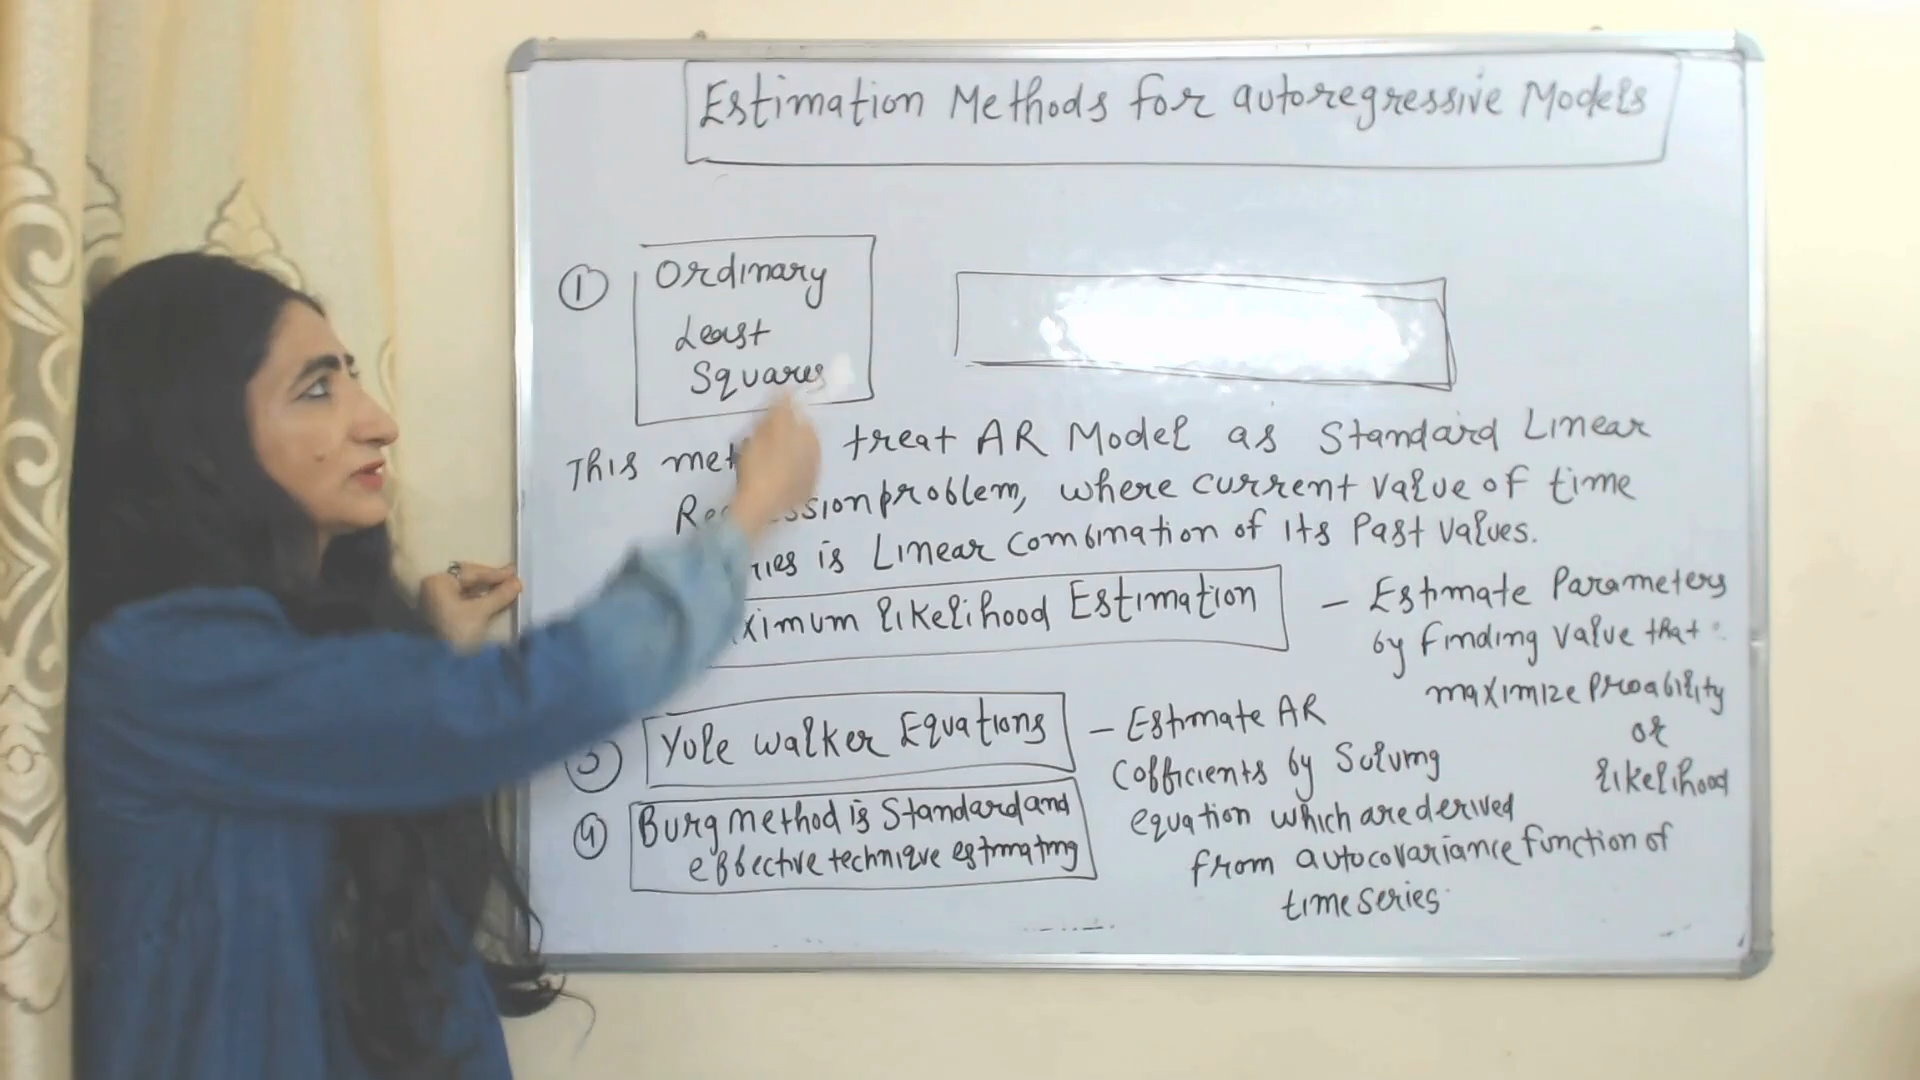 Estimation Methods for autoregressive Models
①
Ordinary
Least
Squares
This treat AR Model as Standard Linear
problem, where current value of time
is Linear Combination of its Past values.
Likelihood Estimation
– Estimate Parameters
by finding value that
maximize Proability
or
likelihood
③ Yule Walker Equations
– Estimate AR
Cofficients by Solving
equation which are derived
from autocovariance function of
time series.
④ Burg method is Standard and
effective technique estimating